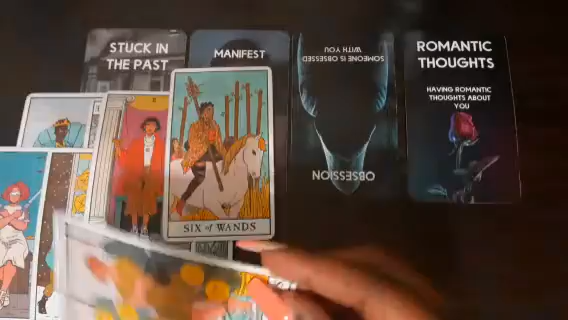 STUCK IN
THE PAST
MANIFEST
SOMEONE IS OBSESSED
WITH YOU
OBSESSION
ROMANTIC
THOUGHTS
HAVING ROMANTIC
THOUGHTS ABOUT
YOU
SIX of WANDS